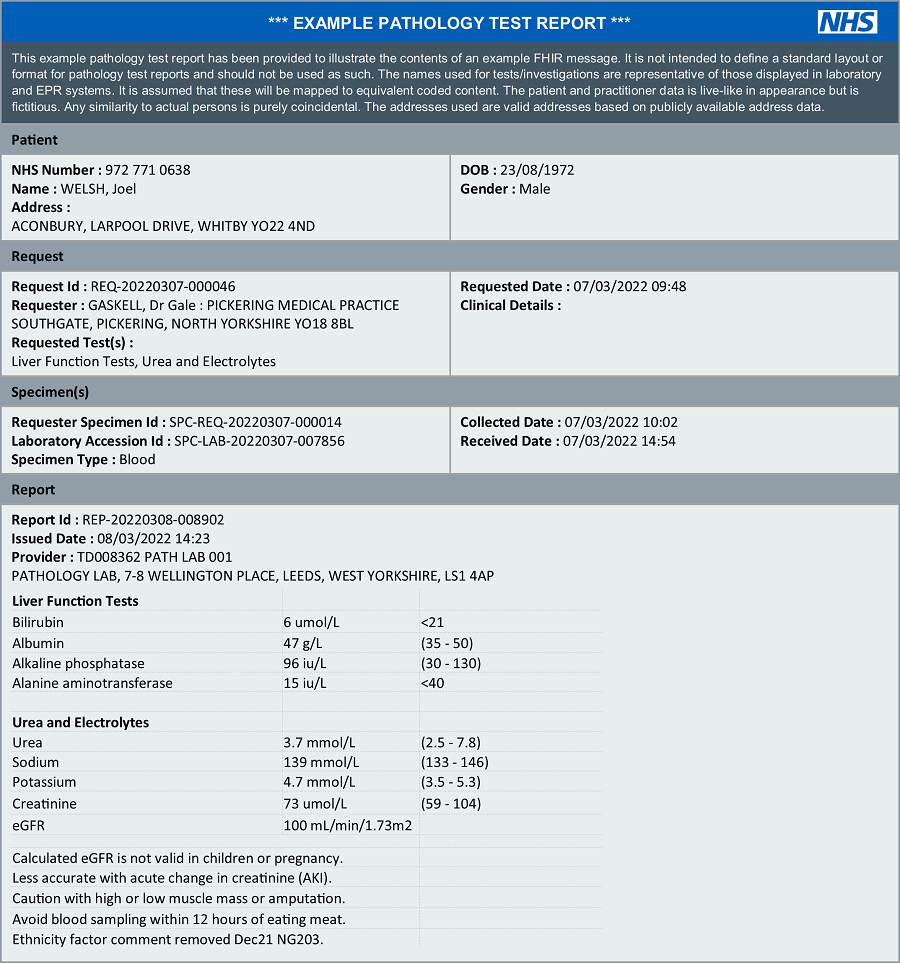 *** EXAMPLE PATHOLOGY TEST REPORT ***
NHS
This example pathology test report has been provided to illustrate the contents of an example FHIR message. It is not intended to define a standard layout or
format for pathology test reports and should not be used as such. The names used for tests/investigations are representative of those displayed in laboratory
and EPR systems. It is assumed that these will be mapped to equivalent coded content. The patient and practitioner data is live-like in appearance but is
fictitious. Any similarity to actual persons is purely coincidental. The addresses used are valid addresses based on publicly available address data.
Patient
NHS Number : 972 771 0638
Name : WELSH, Joel
Address :
ACONBURY, LARPOOL DRIVE, WHITBY YO22 4ND
DOB : 23/08/1972
Gender : Male
Request
Request Id : REQ-20220307-000046
Requester : GASKELL, Dr Gale : PICKERING MEDICAL PRACTICE
SOUTHGATE, PICKERING, NORTH YORKSHIRE YO18 8BL
Requested Test(s) :
Liver Function Tests, Urea and Electrolytes
Requested Date : 07/03/2022 09:48
Clinical Details :
Specimen(s)
Requester Specimen Id : SPC-REQ-20220307-000014
Laboratory Accession Id : SPC-LAB-20220307-007856
Specimen Type : Blood
Collected Date : 07/03/2022 10:02
Received Date : 07/03/2022 14:54
Report
Report Id : REP-20220308-008902
Issued Date : 08/03/2022 14:23
Provider : TD008362 PATH LAB 001
PATHOLOGY LAB, 7-8 WELLINGTON PLACE, LEEDS, WEST YORKSHIRE, LS1 4AP
Liver Function Tests
Bilirubin 6 umol/L <21
Albumin 47 g/L (35 - 50)
Alkaline phosphatase 96 iu/L (30 - 130)
Alanine aminotransferase 15 iu/L <40
Urea and Electrolytes
Urea 3.7 mmol/L (2.5 - 7.8)
Sodium 139 mmol/L (133 - 146)
Potassium 4.7 mmol/L (3.5 - 5.3)
Creatinine 73 umol/L (59 - 104)
eGFR 100 mL/min/1.73m2
Calculated eGFR is not valid in children or pregnancy.
Less accurate with acute change in creatinine (AKI).
Caution with high or low muscle mass or amputation.
Avoid blood sampling within 12 hours of eating meat.
Ethnicity factor comment removed Dec21 NG203.